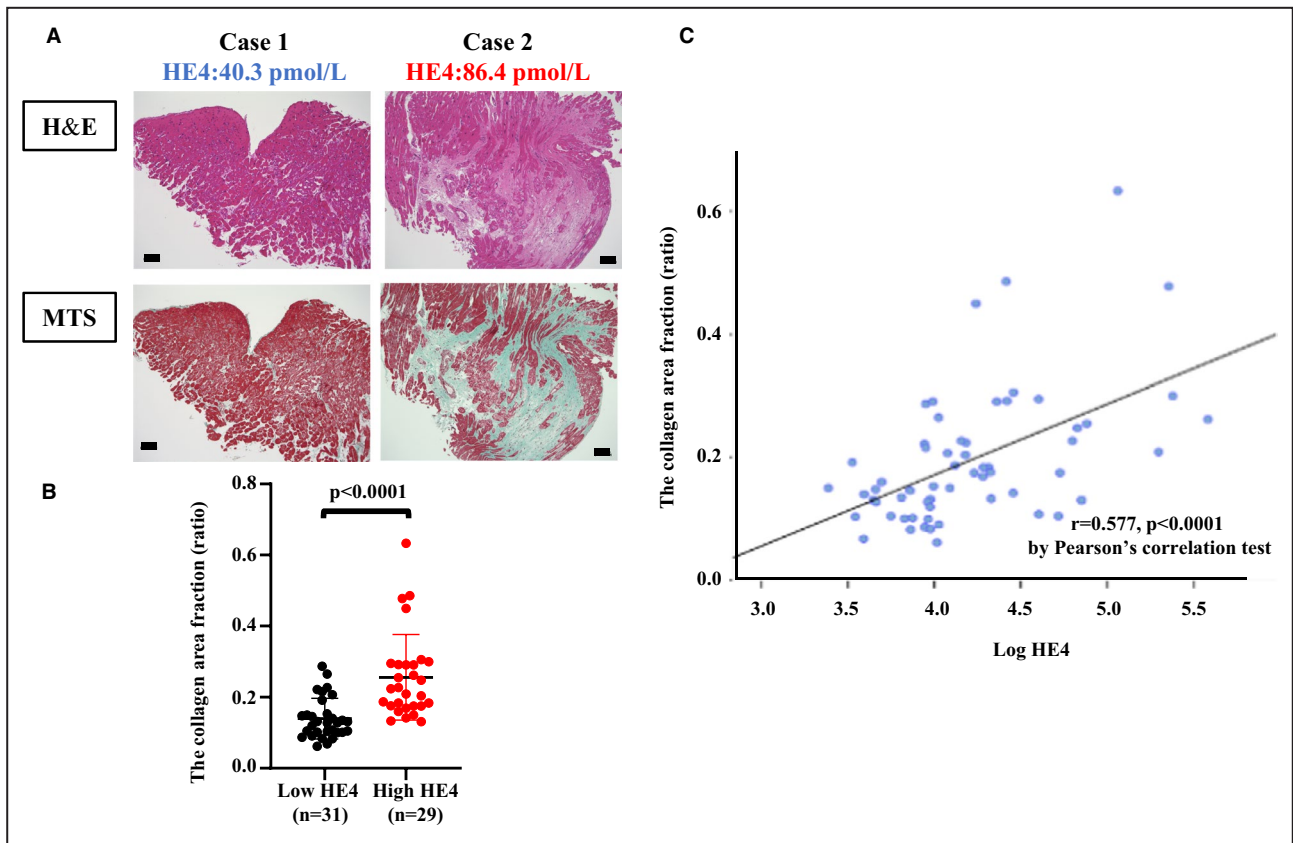 A
Case 1
HE4:40.3 pmol/L
Case 2
HE4:86.4 pmol/L
H&E
MTS
B
p<0.0001
The collagen area fraction (ratio)
0.8
0.6
0.4
0.2
0.0
Low HE4
(n=31)
High HE4
(n=29)
C
The collagen area fraction (ratio)
0.6
0.4
0.2
0.0
r=0.577, p<0.0001
by Pearson’s correlation test
3.0 3.5 4.0 4.5 5.0 5.5
Log HE4